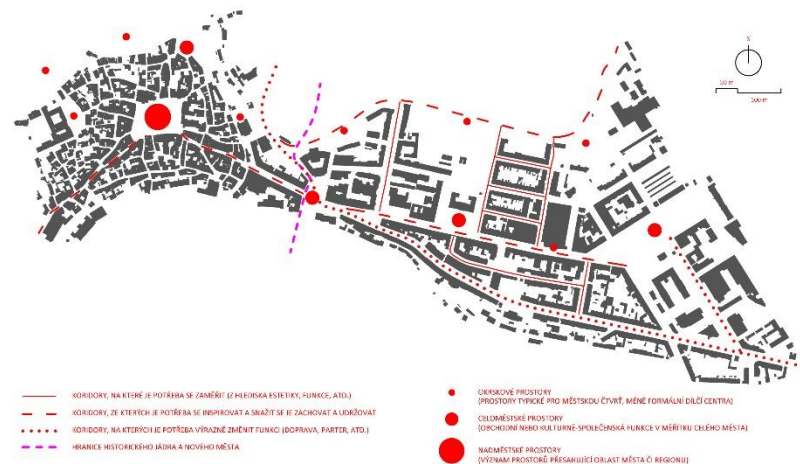 S
100 m
KORIDORY, NA KTERÉ JE POTŘEBA SE ZAMĚŘIT (Z HLEDISKA ESTETIKY, FUNKCE, ATD.)
KORIDORY, ZE KTERÝCH JE POTŘEBA SE INSPIROVAT A SNAŽIT SE JE ZACHOVAT A UDRŽOVAT
KORIDORY, NA KTERÝCH JE POTŘEBA VÝRAZNĚ ZMĚNIT FUNKCI (DOPRAVA, PARTER, ATD.)
HRANICE HISTORICKÉHO JÁDRA A NOVÉHO MĚSTA
OKRSKOVÉ PROSTORY
(PROSTORY TYPICKÉ PRO MĚSTSKOU ČTVRŤ, MÉNĚ FORMÁLNÍ DÍLČÍ CENTRA)
CELOMĚSTSKÉ PROSTORY
(OBCHODNÍ NEBO KULTURNĚ-SPOLEČENSKÁ FUNKCE V MĚŘÍTKU CELÉHO MĚSTA)
NADMĚSTSKÉ PROSTORY
(VÝZNAM PROSTORŮ PŘESAHUJÍCÍ OBLAST MĚSTA ČI REGIONU)